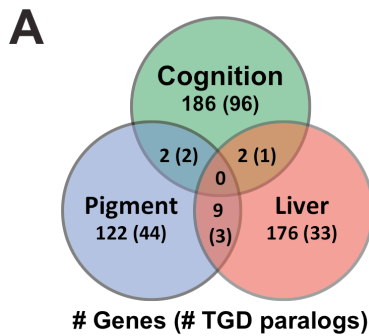 A
Cognition
186 (96)
2 (2)
2 (1)
0
Pigment
122 (44)
9
(3)
Liver
176 (33)
# Genes (# TGD paralogs)